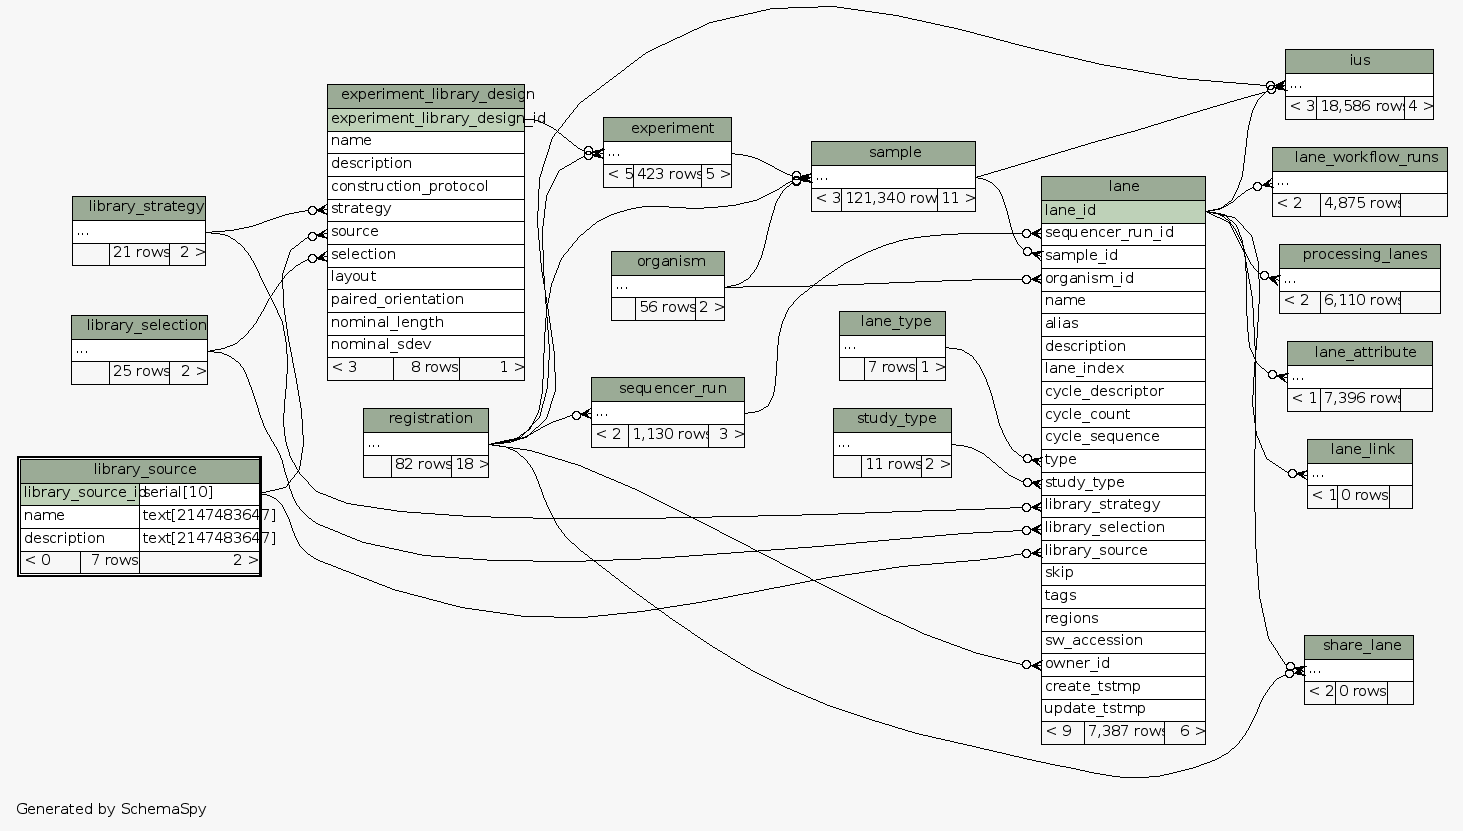 ius
...
< 3 18,586 rows 4 >
experiment_library_design
experiment_library_design_id
name
description
construction_protocol
strategy
source
selection
layout
paired_orientation
nominal_length
nominal_sdev
< 3 8 rows 1 >
experiment
...
< 5 423 rows 5 >
sample
...
< 3 121,340 row 11 >
lane_workflow_runs
...
< 2 4,875 rows
library_strategy
...
21 rows 2 >
lane
lane_id
sequencer_run_id
sample_id
organism_id
name
alias
description
lane_index
cycle_descriptor
cycle_count
cycle_sequence
type
study_type
library_strategy
library_selection
library_source
skip
tags
regions
sw_accession
owner_id
create_tstmp
update_tstmp
< 9 7,387 rows 6 >
organism
...
56 rows 2 >
processing_lanes
...
< 2 6,110 rows
library_selection
...
25 rows 2 >
lane_type
...
7 rows 1 >
lane_attribute
...
< 1 7,396 rows
sequencer_run
...
< 2 1,130 rows 3 >
registration
...
82 rows 18 >
study_type
...
11 rows 2 >
lane_link
...
< 1 0 rows
library_source
library_source_id serial[10]
name text[2147483647]
description text[2147483647]
< 0 7 rows 2 >
share_lane
...
< 2 0 rows
Generated by SchemaSpy